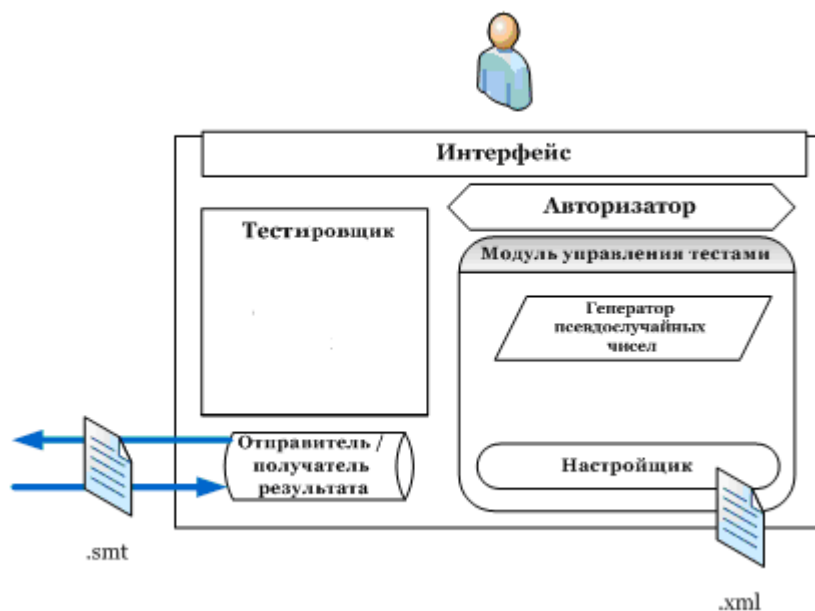 Интерфейс
Авторизатор
Тестировщик
Модуль управления тестами
Генератор
псевдослучайных
чисел
Отправитель /
получатель
результата
Настройщик
.smt
.xml